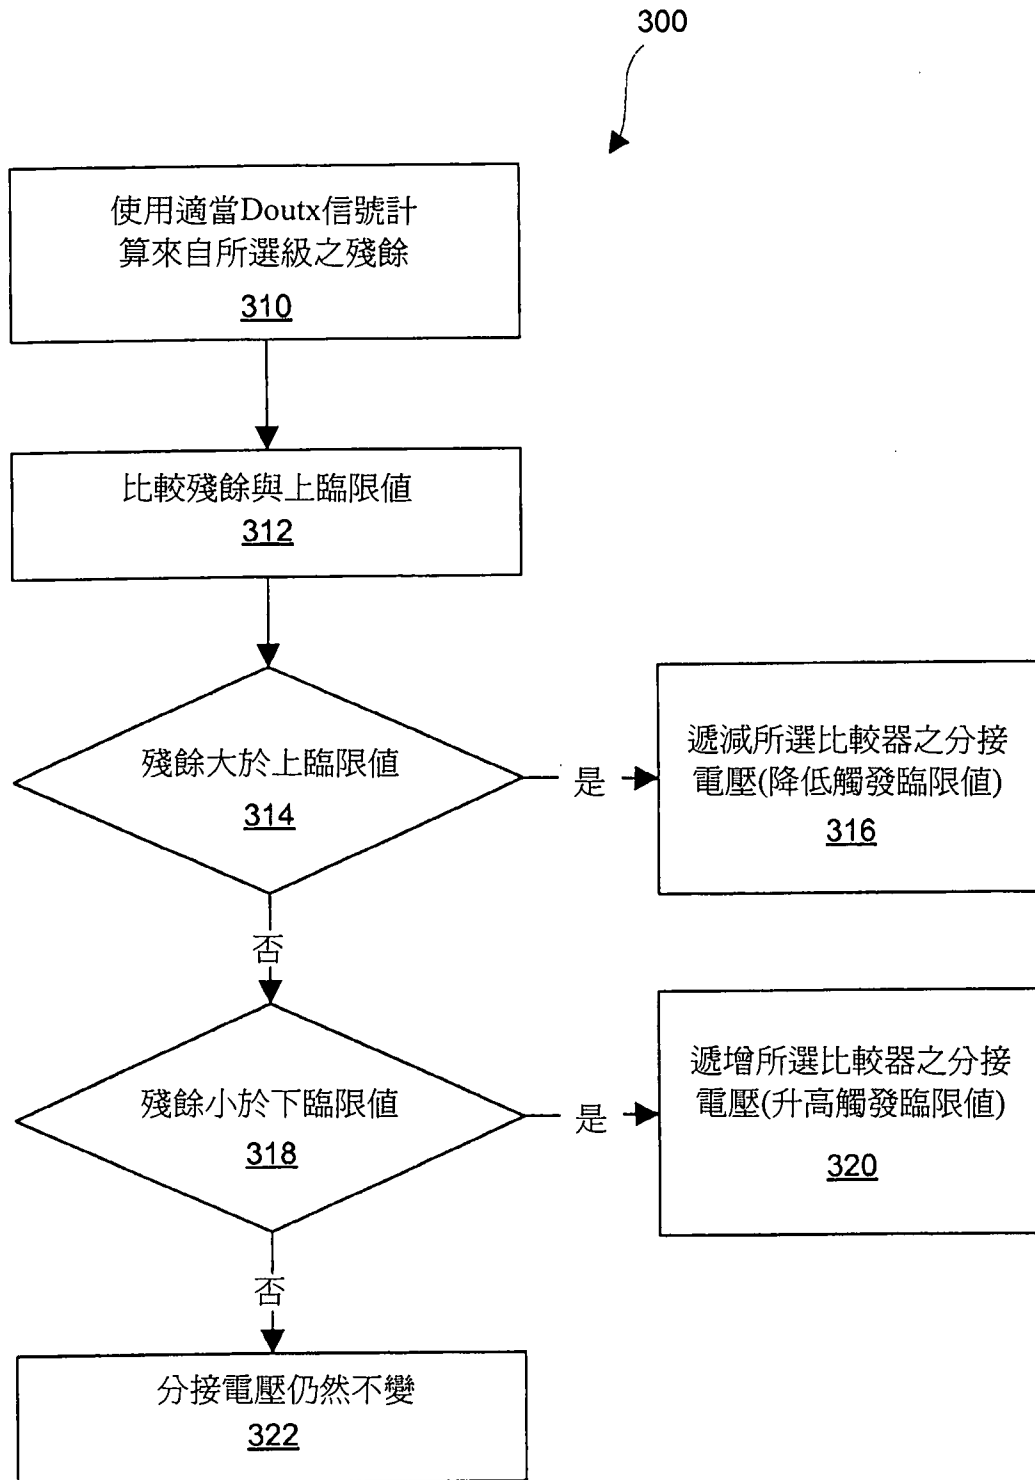 300
使用適當Doutx信號計
算來自所選級之殘餘
310
比較殘餘與上臨限值
312
殘餘大於上臨限值
314
是
遞減所選比較器之分接
電壓(降低觸發臨限值)
316
否
殘餘小於下臨限值
318
是
遞增所選比較器之分接
電壓(升高觸發臨限值)
320
否
分接電壓仍然不變
322